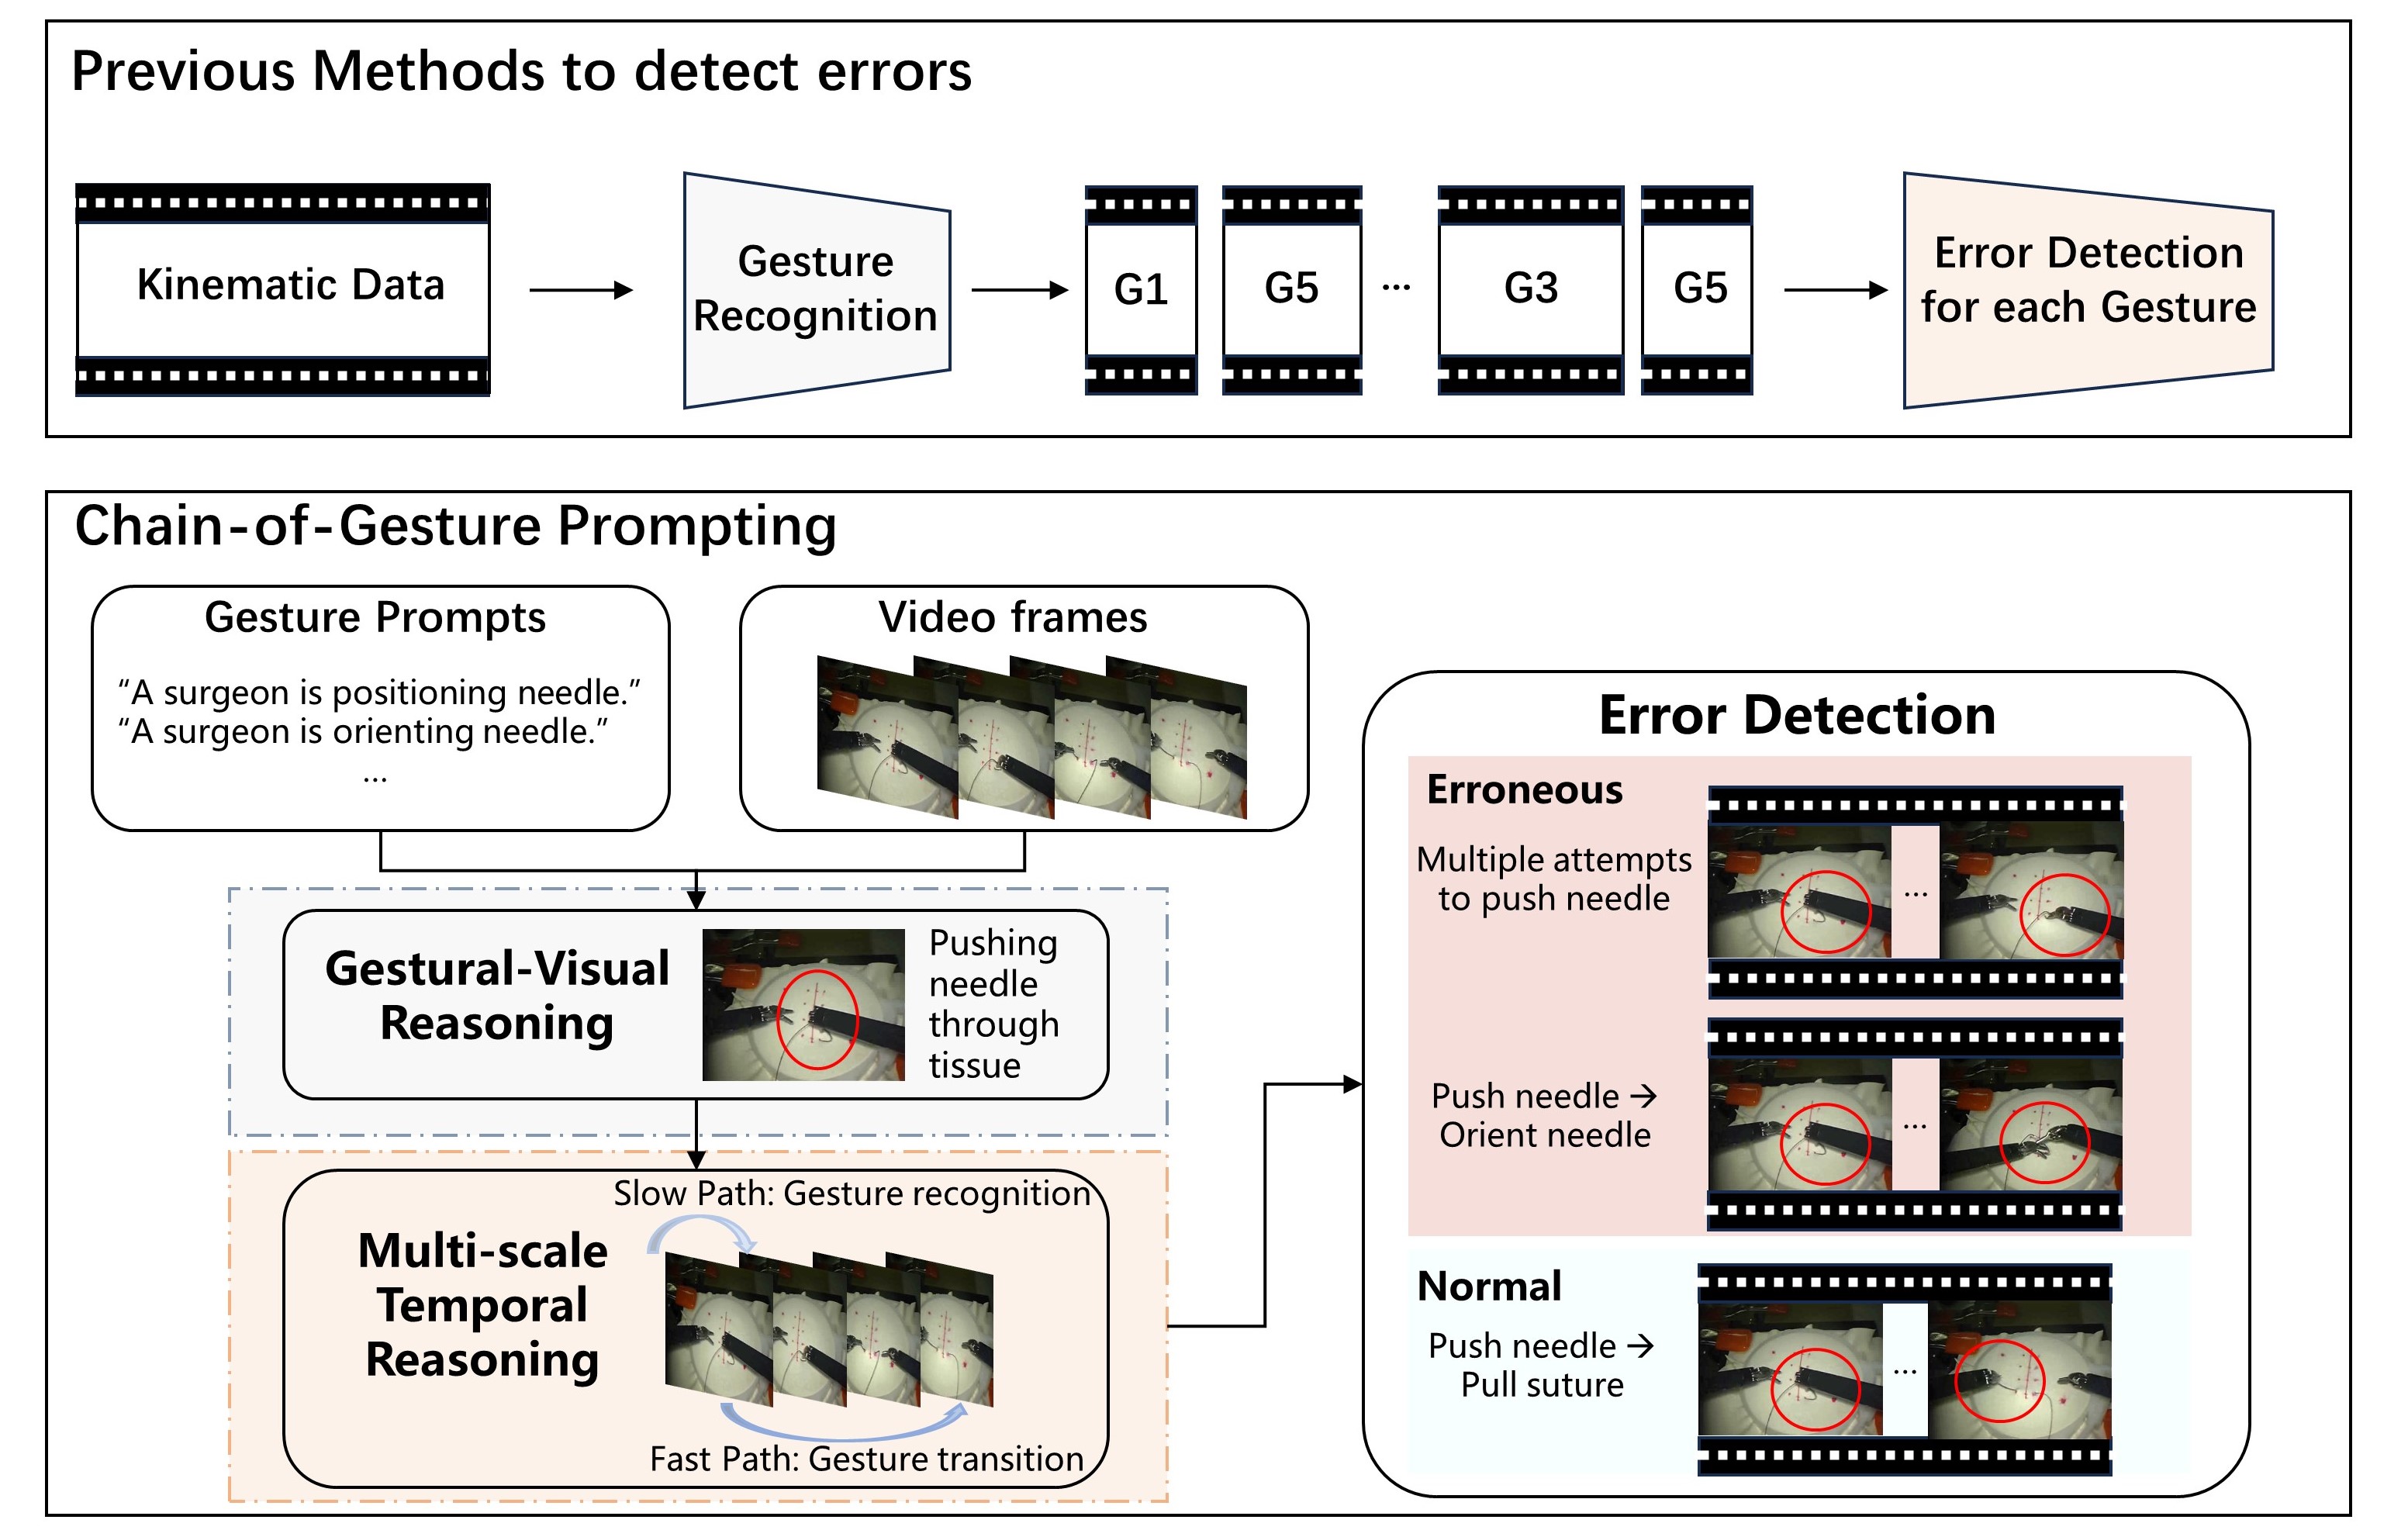 Previous Methods to detect errors
Kinematic Data
Gesture
Recognition
G1
G5
...
G3
G5
Error Detection
for each Gesture
Chain-of-Gesture Prompting
Gesture Prompts
“A surgeon is positioning needle.”
“A surgeon is orienting needle.”
...
Video frames
Gestural-Visual
Reasoning
Pushing
needle
through
tissue
Slow Path: Gesture recognition
Multi-scale
Temporal
Reasoning
Fast Path: Gesture transition
Error Detection
Erroneous
Multiple attempts
to push needle
...
Push needle →
Orient needle
...
Normal
Push needle →
Pull suture
...